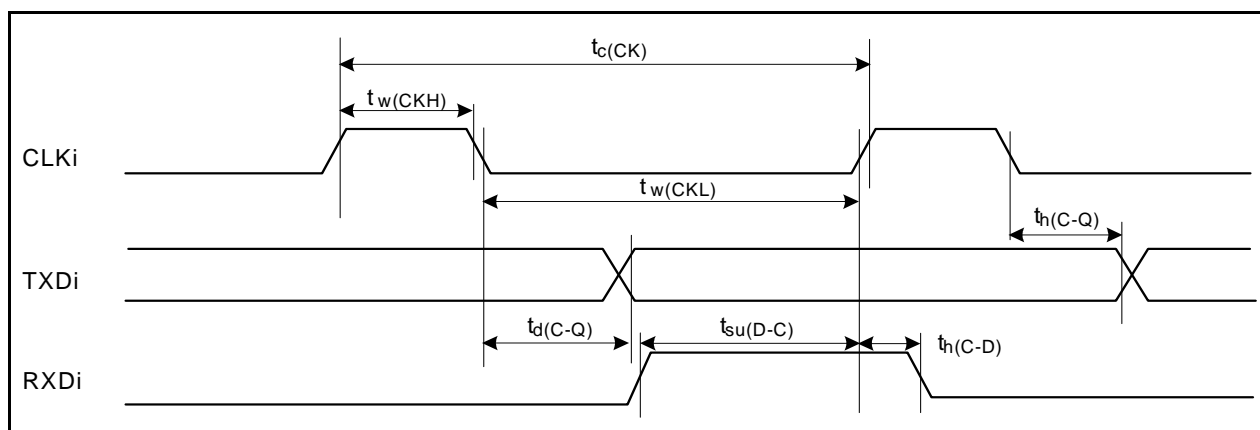 tc(CK)
tw(CKH)
CLKi
tw(CKL)
th(C-Q)
TXDi
td(C-Q)
tsu(D-C)
th(C-D)
RXDi